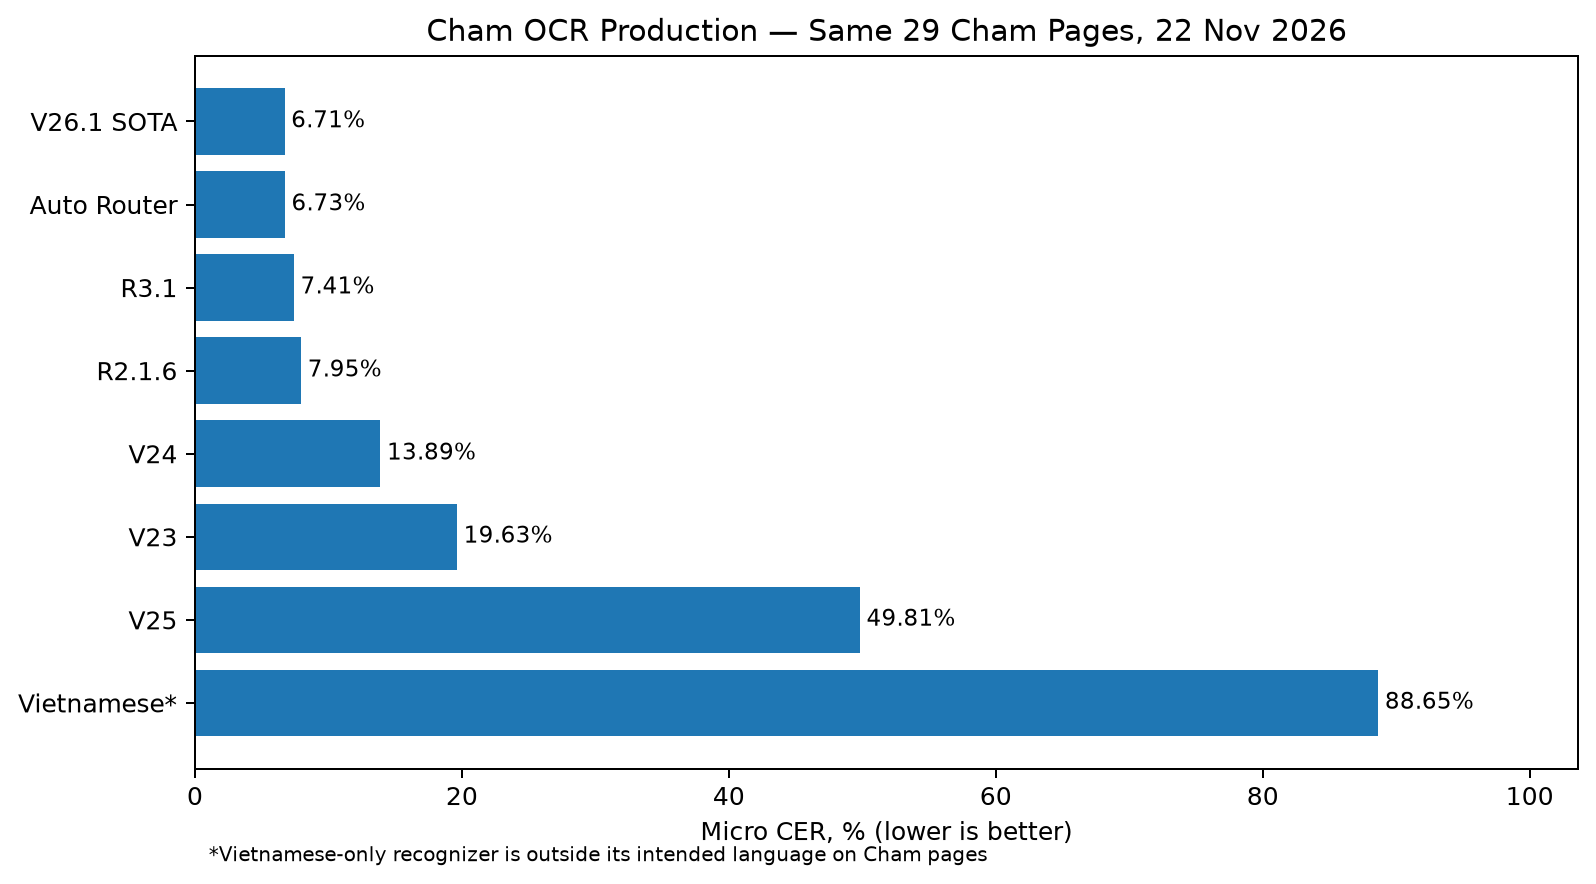 Cham OCR Production — Same 29 Cham Pages, 22 Nov 2026
V26.1 SOTA 6.71%
Auto Router 6.73%
R3.1 7.41%
R2.1.6 7.95%
V24 13.89%
V23 19.63%
V25 49.81%
Vietnamese* 88.65%
0 20 40 60 80 100
Micro CER, % (lower is better)
*Vietnamese-only recognizer is outside its intended language on Cham pages